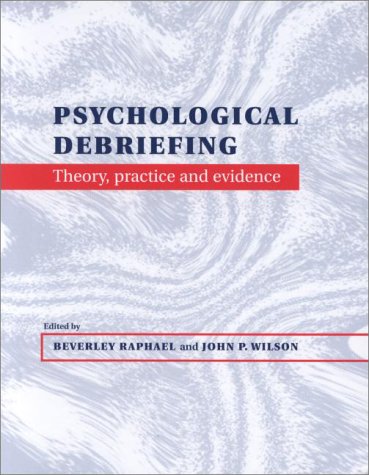 PSYCHOLOGICAL
DEBRIEFING
Theory, practice and evidence
Edited by
BEVERLEY RAPHAEL and JOHN P. WILSON